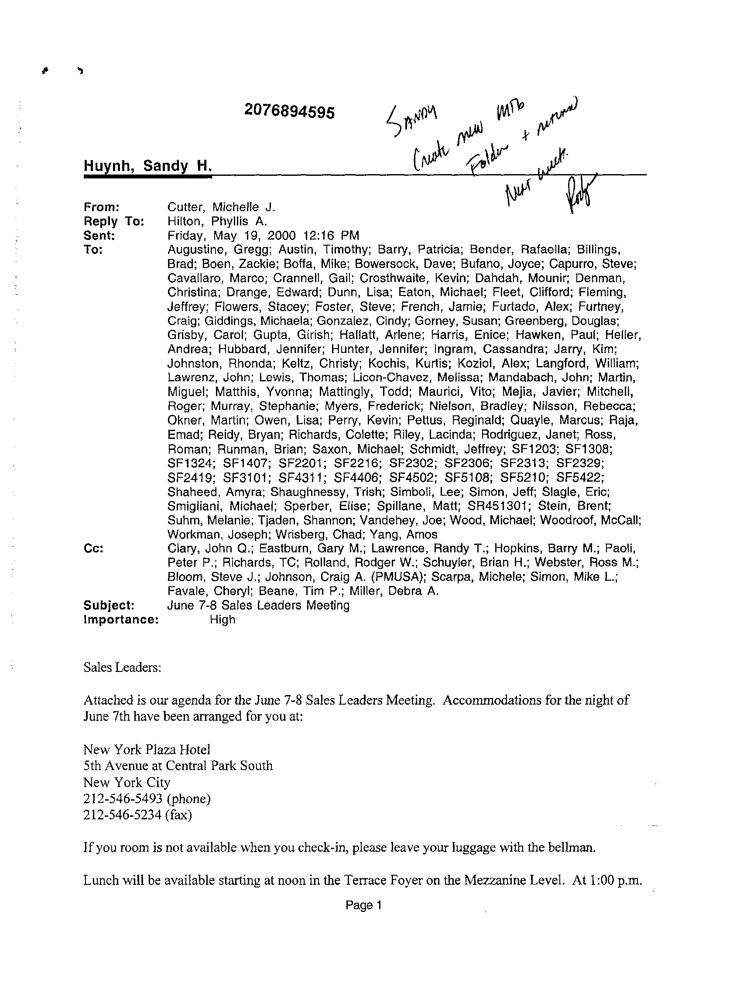 2076894595
SANDY
Create new MTG
Folder + return
Next week.
Huynh, Sandy H.
From: Cutter, Michelle J.
Reply To: Hilton, Phyllis A.
Sent: Friday, May 19, 2000 12:16 PM
To: Augustine, Gregg; Austin, Timothy; Barry, Patricia; Bender, Rafaella; Billings,
Brad; Boen, Zackie; Boffa, Mike; Bowersock, Dave; Bufano, Joyce; Capurro, Steve;
Cavallaro, Marco; Crannell, Gail; Crosthwaite, Kevin; Dahdah, Mounir; Denman,
Christina; Drange, Edward; Dunn, Lisa; Eaton, Michael; Fleet, Clifford; Fleming,
Jeffrey; Flowers, Stacey; Foster, Steve; French, Jamie; Furtado, Alex; Furtney,
Craig; Giddings, Michaela; Gonzalez, Cindy; Gorney, Susan; Greenberg, Douglas;
Grisby, Carol; Gupta, Girish; Hallatt, Arlene; Harris, Enice; Hawken, Paul; Heller,
Andrea; Hubbard, Jennifer; Hunter, Jennifer; Ingram, Cassandra; Jarry, Kim;
Johnston, Rhonda; Keltz, Christy; Kochis, Kurtis; Koziol, Alex; Langford, William;
Lawrenz, John; Lewis, Thomas; Licon-Chavez, Melissa; Mandabach, John; Martin,
Miguel; Matthis, Yvonna; Mattingly, Todd; Maurici, Vito; Mejia, Javier; Mitchell,
Roger; Murray, Stephanie; Myers, Frederick; Nielson, Bradley; Nilsson, Rebecca;
Okner, Martin; Owen, Lisa; Perry, Kevin; Pettus, Reginald; Quayle, Marcus; Raja,
Emad; Reidy, Bryan; Richards, Colette; Riley, Lacinda; Rodriguez, Janet; Ross,
Roman; Runman, Brian; Saxon, Michael; Schmidt, Jeffrey; SF1203; SF1308;
SF1324; SF1407; SF2201; SF2216; SF2302; SF2306; SF2313; SF2329;
SF2419; SF3101; SF4311; SF4406; SF4502; SF5108; SF5210; SF5422;
Shaheed, Amyra; Shaughnessy, Trish; Simboli, Lee; Simon, Jeff; Slagle, Eric;
Smigliani, Michael; Sperber, Elise; Spillane, Matt; SR451301; Stein, Brent;
Suhm, Melanie; Tjaden, Shannon; Vandehey, Joe; Wood, Michael; Woodroof, McCall;
Workman, Joseph; Wrisberg, Chad; Yang, Amos
Cc: Clary, John Q.; Eastburn, Gary M.; Lawrence, Randy T.; Hopkins, Barry M.; Paoli,
Peter P.; Richards, TC; Rolland, Rodger W.; Schuyler, Brian H.; Webster, Ross M.;
Bloom, Steve J.; Johnson, Craig A. (PMUSA); Scarpa, Michele; Simon, Mike L.;
Favale, Cheryl; Beane, Tim P.; Miller, Debra A.
Subject: June 7-8 Sales Leaders Meeting
Importance: High
Sales Leaders:
Attached is our agenda for the June 7-8 Sales Leaders Meeting. Accommodations for the night of
June 7th have been arranged for you at:
New York Plaza Hotel
5th Avenue at Central Park South
New York City
212-546-5493 (phone)
212-546-5234 (fax)
If you room is not available when you check-in, please leave your luggage with the bellman.
Lunch will be available starting at noon in the Terrace Foyer on the Mezzanine Level. At 1:00 p.m.
Page 1